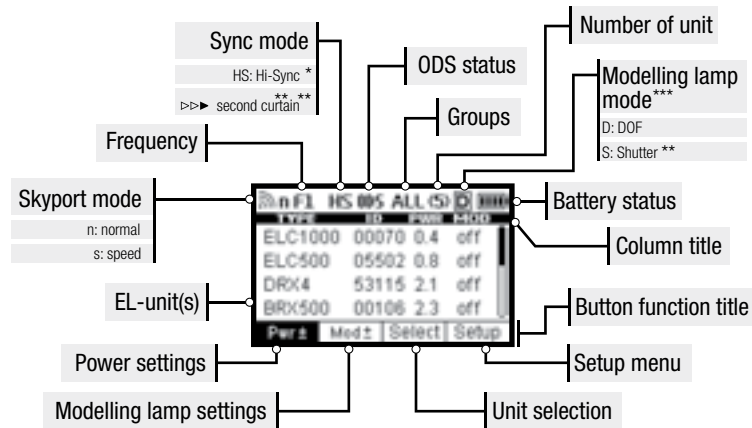 Number of unit
Sync mode
HS: Hi-Sync *
▷▷► second curtain**, **
ODS status
Modelling lamp
mode***
D: DOF
S: Shutter **
Groups
Frequency
Skyport mode
n: normal
s: speed
n F1 HS 005 ALL (5) D
Battery status
TYPE ID PWR MOD
Column title
ELC1000 00070 0.4 off
ELC500 05502 0.8 off
DRX4 53115 2.1 off
BRX500 00106 2.3 off
EL-unit(s)
Button function title
Pwr± Mod± Select Setup
Power settings
Setup menu
Modelling lamp settings
Unit selection